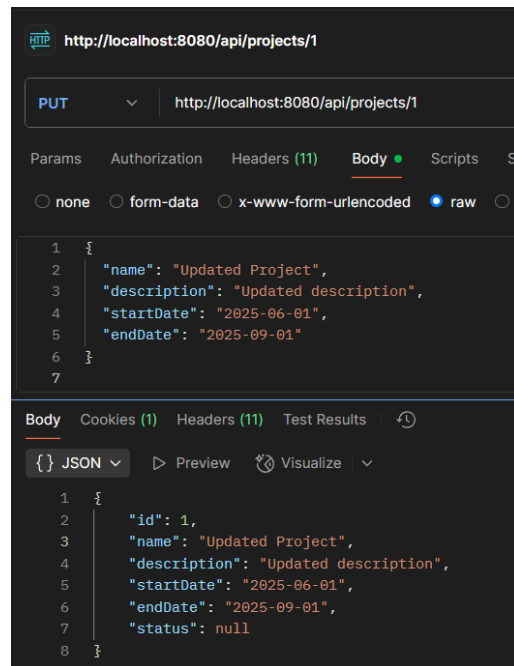 HTTP http://localhost:8080/api/projects/1
PUT http://localhost:8080/api/projects/1
Params Authorization Headers (11) Body Scripts S
none form-data x-www-form-urlencoded raw
1 {
2 "name": "Updated Project",
3 "description": "Updated description",
4 "startDate": "2025-06-01",
5 "endDate": "2025-09-01"
6 }
7
Body Cookies (1) Headers (11) Test Results
{} JSON Preview Visualize
1 {
2 "id": 1,
3 "name": "Updated Project",
4 "description": "Updated description",
5 "startDate": "2025-06-01",
6 "endDate": "2025-09-01",
7 "status": null
8 }